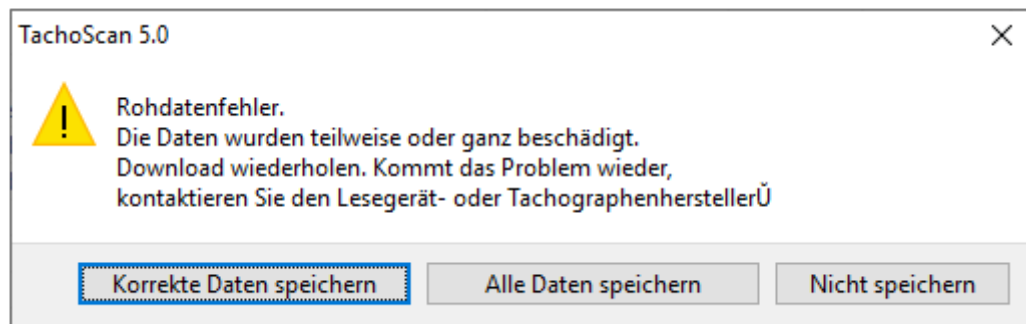 TachoScan 5.0
Rohdatenfehler.
Die Daten wurden teilweise oder ganz beschädigt.
Download wiederholen. Kommt das Problem wieder,
kontaktieren Sie den Lesegerät- oder TachographenherstellerŬ
Korrekte Daten speichern
Alle Daten speichern
Nicht speichern